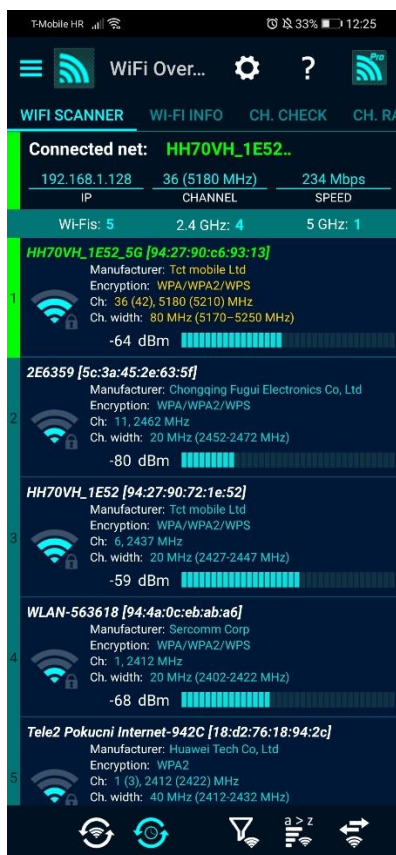 T-Mobile HR 33% 12:25
WiFi Over... ? Pro
WIFI SCANNER WI-FI INFO CH. CHECK CH. RA
Connected net: HH70VH_1E52..
192.168.1.128 36 (5180 MHz) 234 Mbps
IP CHANNEL SPEED
Wi-Fis: 5 2.4 GHz: 4 5 GHz: 1
HH70VH_1E52_5G [94:27:90:c6:93:13]
Manufacturer: Tct mobile Ltd
Encryption: WPA/WPA2/WPS
1 Ch: 36 (42), 5180 (5210) MHz
Ch. width: 80 MHz (5170–5250 MHz)
-64 dBm
2E6359 [5c:3a:45:2e:63:5f]
Manufacturer: Chongqing Fugui Electronics Co, Ltd
Encryption: WPA/WPA2/WPS
2 Ch: 11, 2462 MHz
Ch. width: 20 MHz (2452-2472 MHz)
-80 dBm
HH70VH_1E52 [94:27:90:72:1e:52]
Manufacturer: Tct mobile Ltd
Encryption: WPA/WPA2/WPS
3 Ch: 6, 2437 MHz
Ch. width: 20 MHz (2427-2447 MHz)
-59 dBm
WLAN-563618 [94:4a:0c:eb:ab:a6]
Manufacturer: Sercomm Corp
Encryption: WPA/WPA2/WPS
4 Ch: 1, 2412 MHz
Ch. width: 20 MHz (2402-2422 MHz)
-68 dBm
Tele2 Pokucni Internet-942C [18:d2:76:18:94:2c]
Manufacturer: Huawei Tech Co, Ltd
Encryption: WPA2
5 Ch: 1 (3), 2412 (2422) MHz
Ch. width: 40 MHz (2412-2432 MHz)
a > z